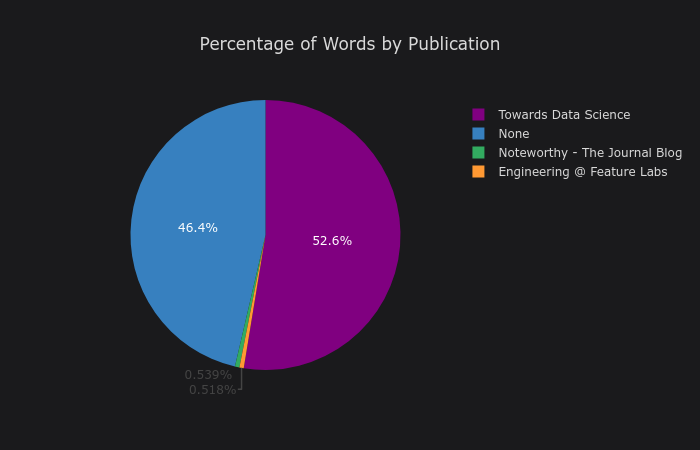 Percentage of Words by Publication
Towards Data Science
None
Noteworthy - The Journal Blog
Engineering @ Feature Labs
46.4%
52.6%
0.539%
0.518%